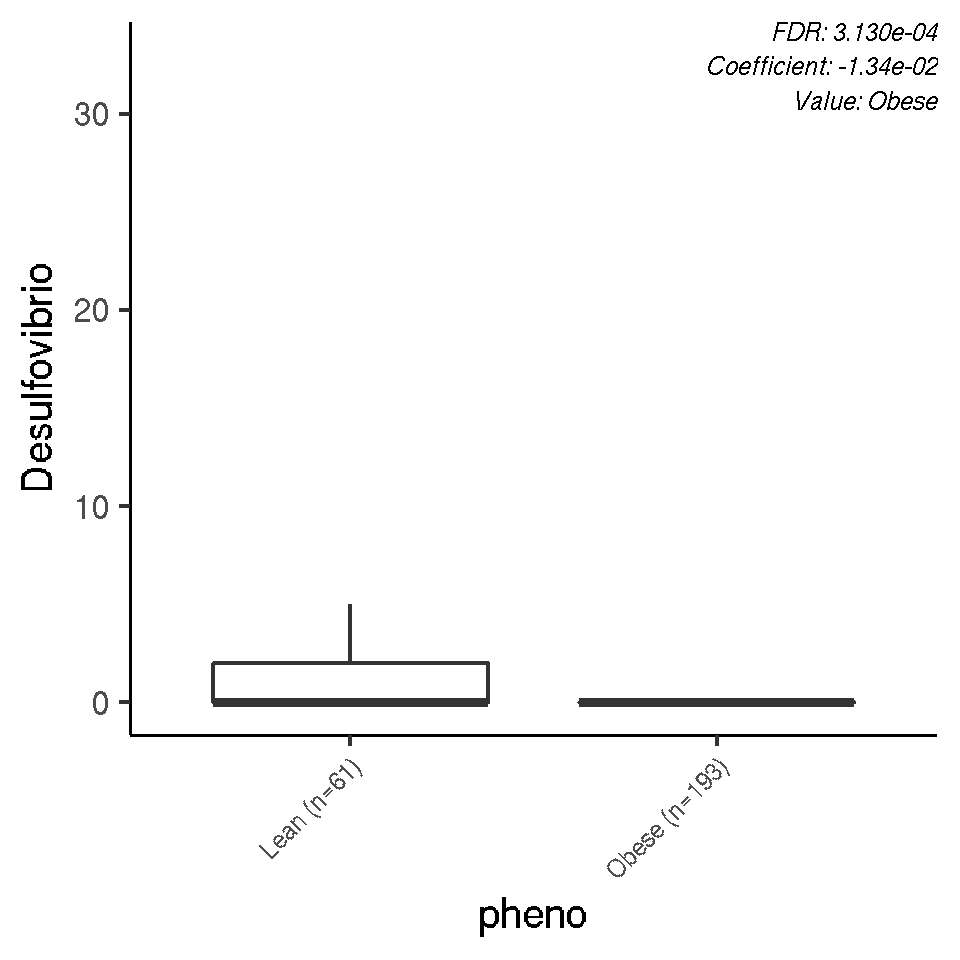 FDR: 3.130e-04
Coefficient: -1.34e-02
Value: Obese
30
20
10
0
Desulfovibrio
Lean (n=61)
Obese (n=193)
pheno